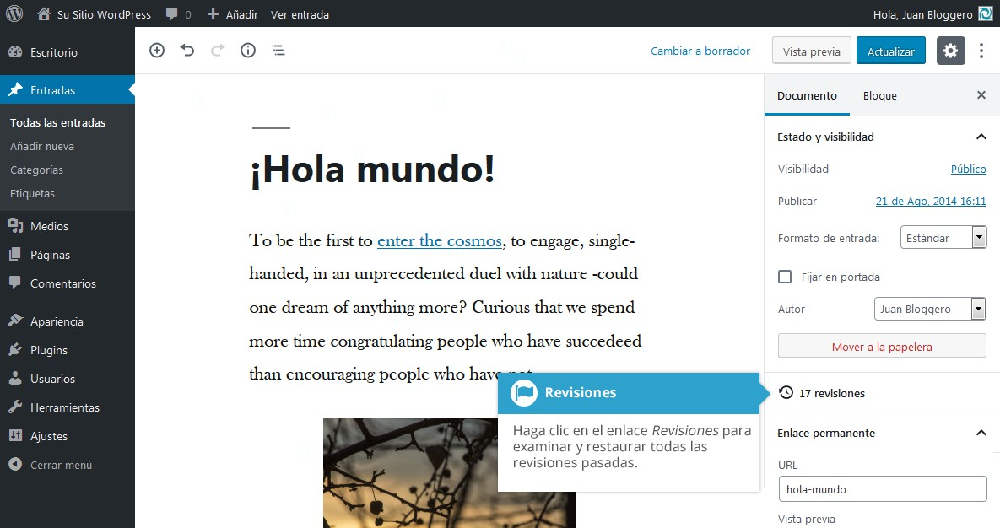 Su Sitio WordPress 0 Añadir Ver entrada Hola, Juan Bloggero
Escritorio
Entradas
Todas las entradas
Añadir nueva
Categorías
Etiquetas
Medios
Páginas
Comentarios
Apariencia
Plugins
Usuarios
Herramientas
Ajustes
Cerrar menú
Cambiar a borrador Vista previa Actualizar
¡Hola mundo!
To be the first to enter the cosmos, to engage, single-
handed, in an unprecedented duel with nature -could
one dream of anything more? Curious that we spend
more time congratulating people who have succedeed
than encouraging people who have not.
Revisiones
Haga clic en el enlace Revisiones para
examinar y restaurar todas las
revisiones pasadas.
Documento Bloque
Estado y visibilidad
Visibilidad Público
Publicar 21 de Ago, 2014 16:11
Formato de entrada: Estándar
Fijar en portada
Autor Juan Bloggero
Mover a la papelera
17 revisiones
Enlace permanente
URL
hola-mundo
Vista previa